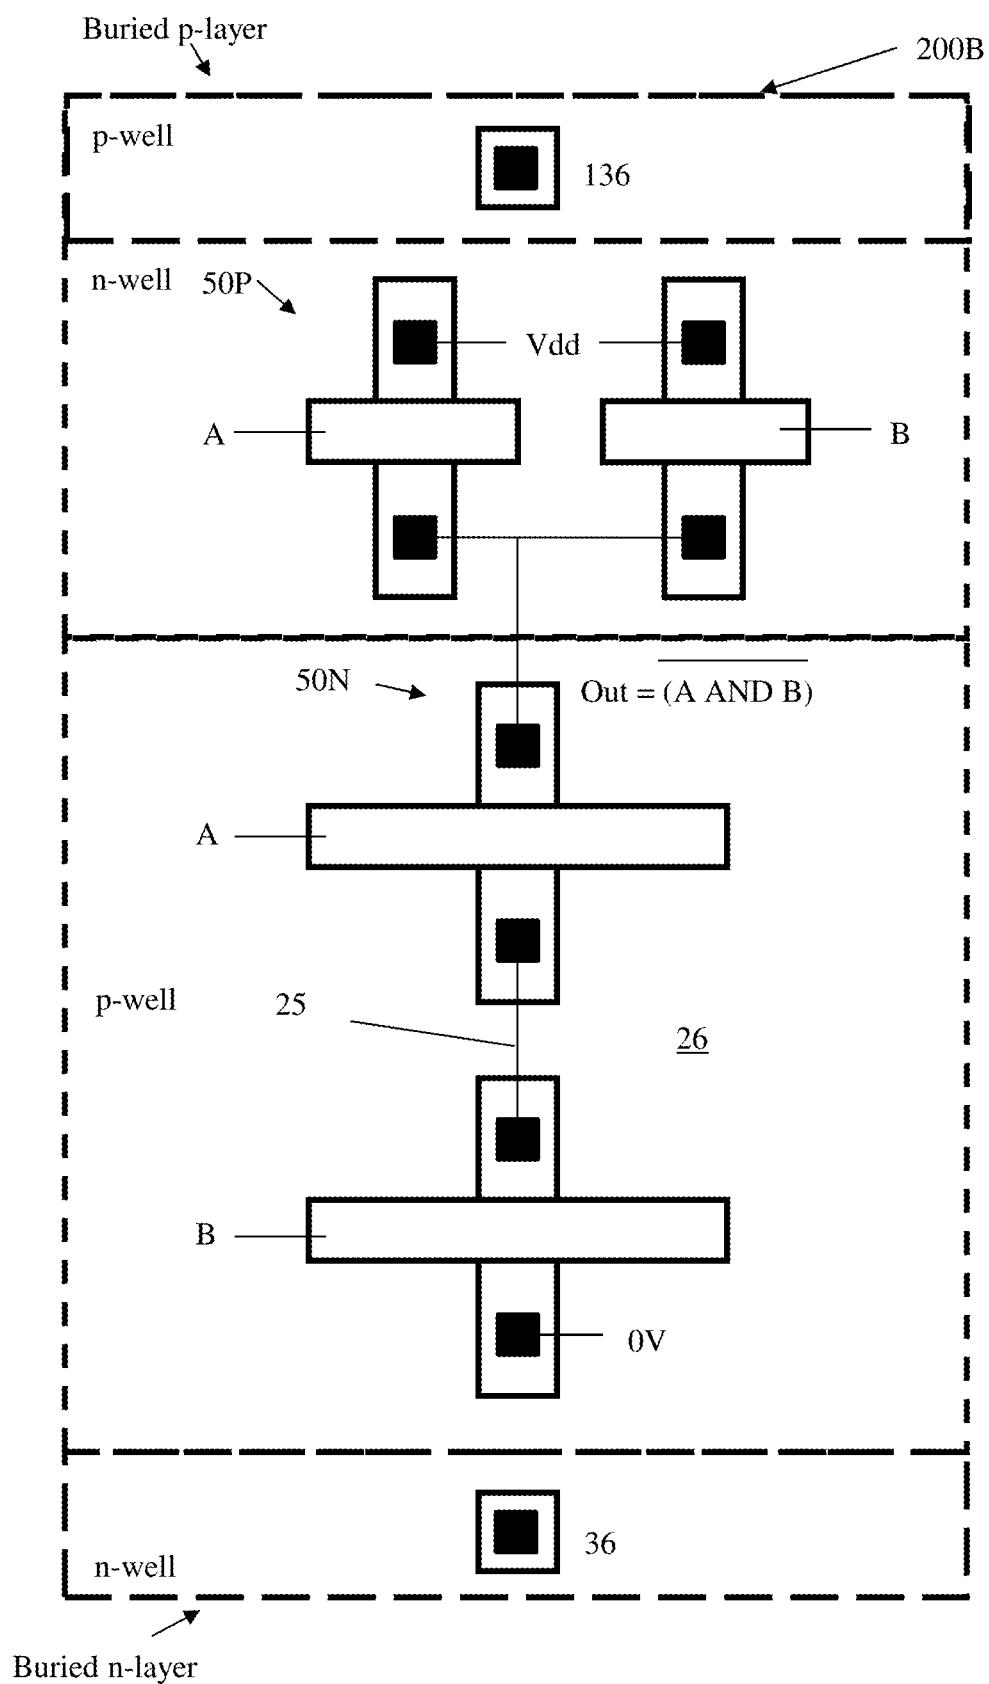 Buried p-layer
200B
p-well
136
n-well
50P
Vdd
A
B
50N
Out = (A AND B)
A
p-well
25
26
B
0V
36
n-well
Buried n-layer